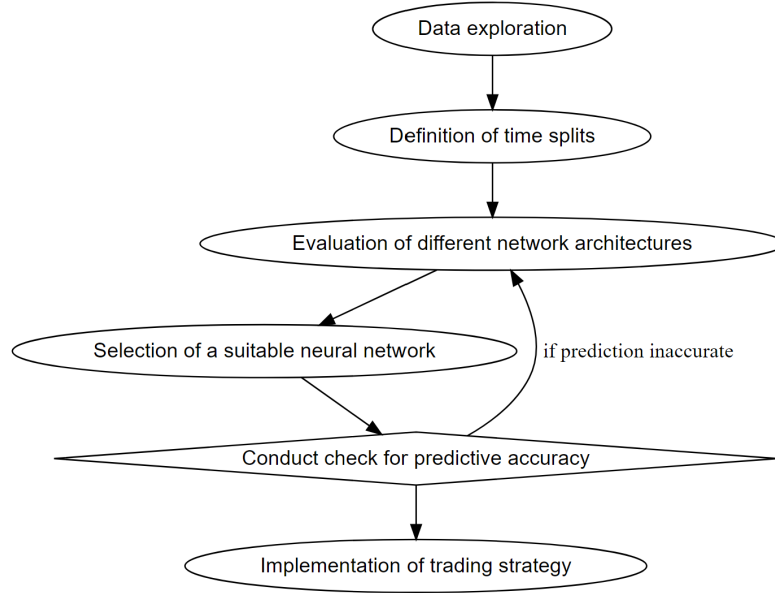 Data exploration
Definition of time splits
Evaluation of different network architectures
Selection of a suitable neural network
if prediction inaccurate
Conduct check for predictive accuracy
Implementation of trading strategy